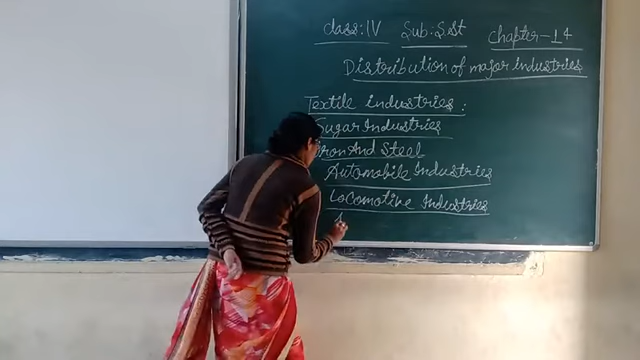 Class: IV Sub: S.St Chapter-14
Distribution of major industries
Textile industries :
Sugar Industries
Iron And Steel
Automobile Industries
Locomotive Industries